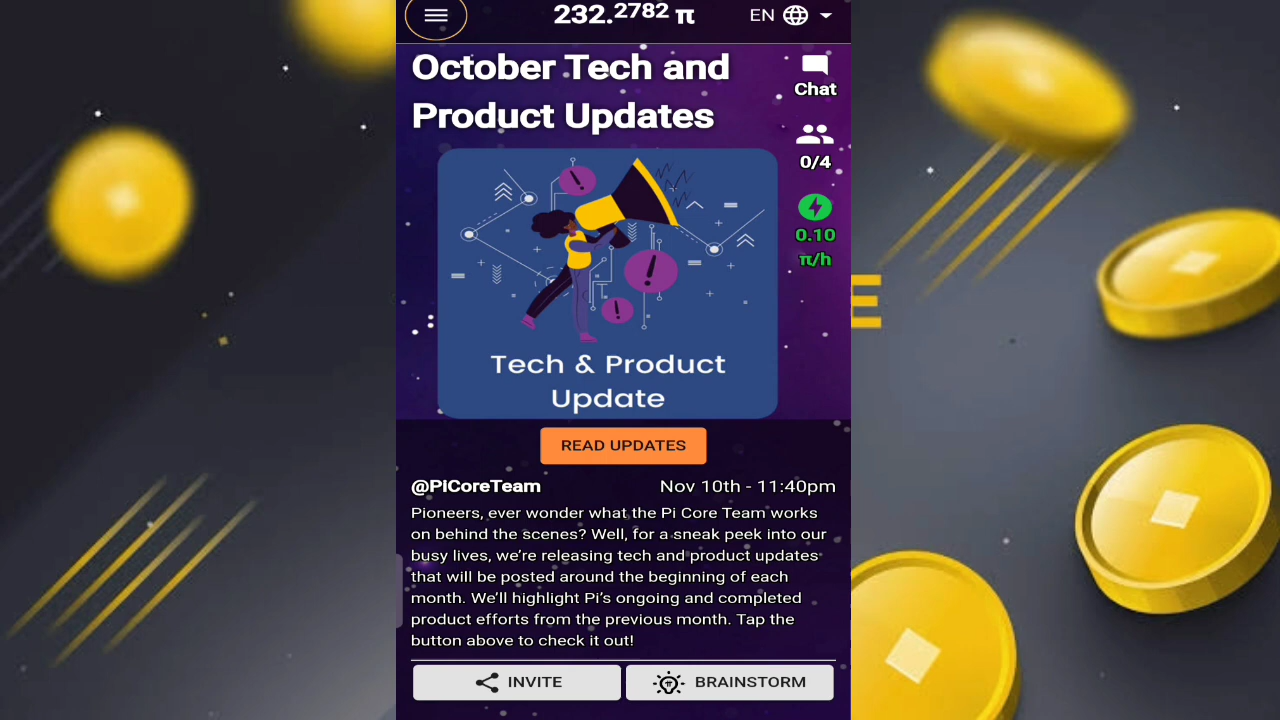 232.2782 π
EN
October Tech and
Product Updates
Chat
0/4
0.10
π/h
Tech & Product
Update
READ UPDATES
@PiCoreTeam
Nov 10th - 11:40pm
Pioneers, ever wonder what the Pi Core Team works
on behind the scenes? Well, for a sneak peek into our
busy lives, we’re releasing tech and product updates
that will be posted around the beginning of each
month. We’ll highlight Pi’s ongoing and completed
product efforts from the previous month. Tap the
button above to check it out!
INVITE
BRAINSTORM
E